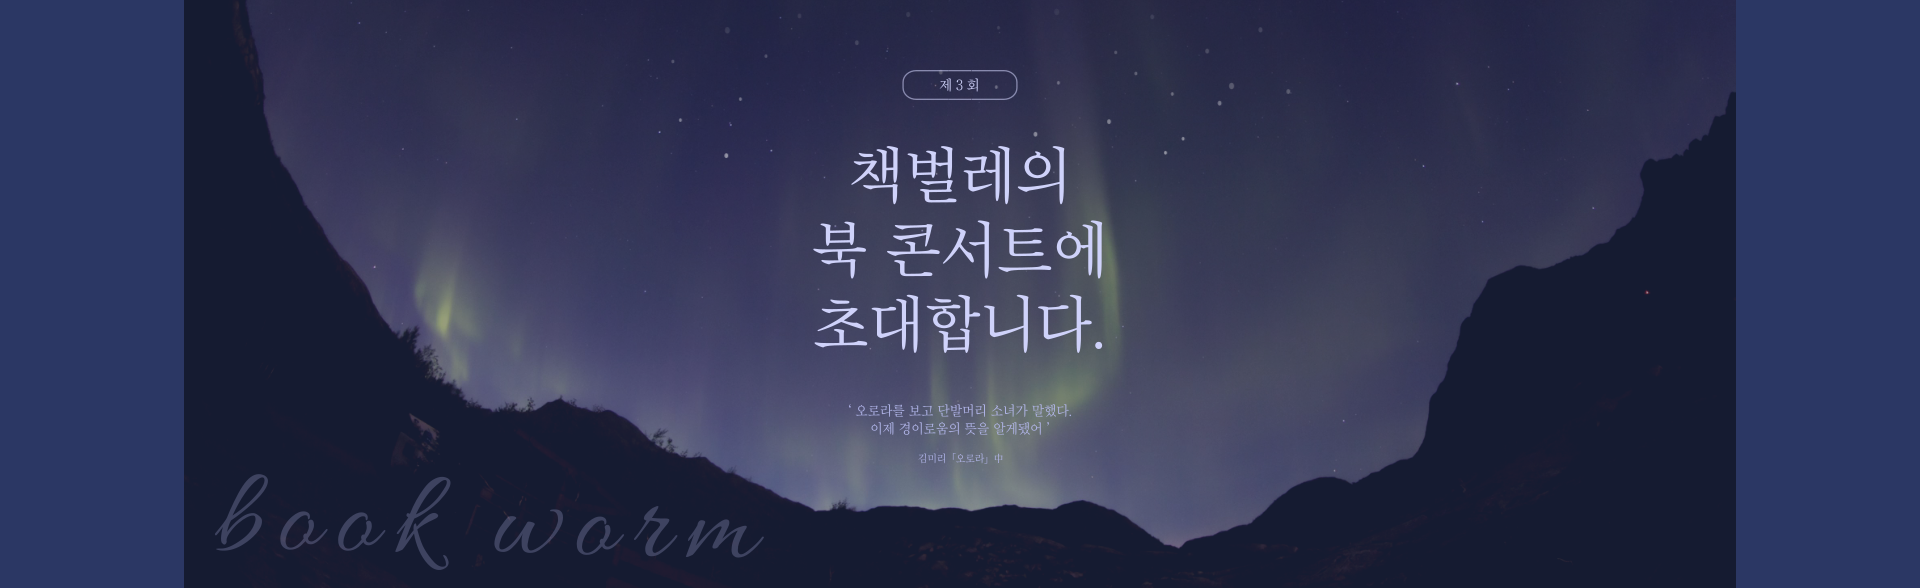 제 3 회
책벌레의
북 콘서트에
초대합니다.
‘ 오로라를 보고 단발머리 소녀가 말했다.
이제 경이로움의 뜻을 알게됐어 ’
김미리「오로라」中
book worm